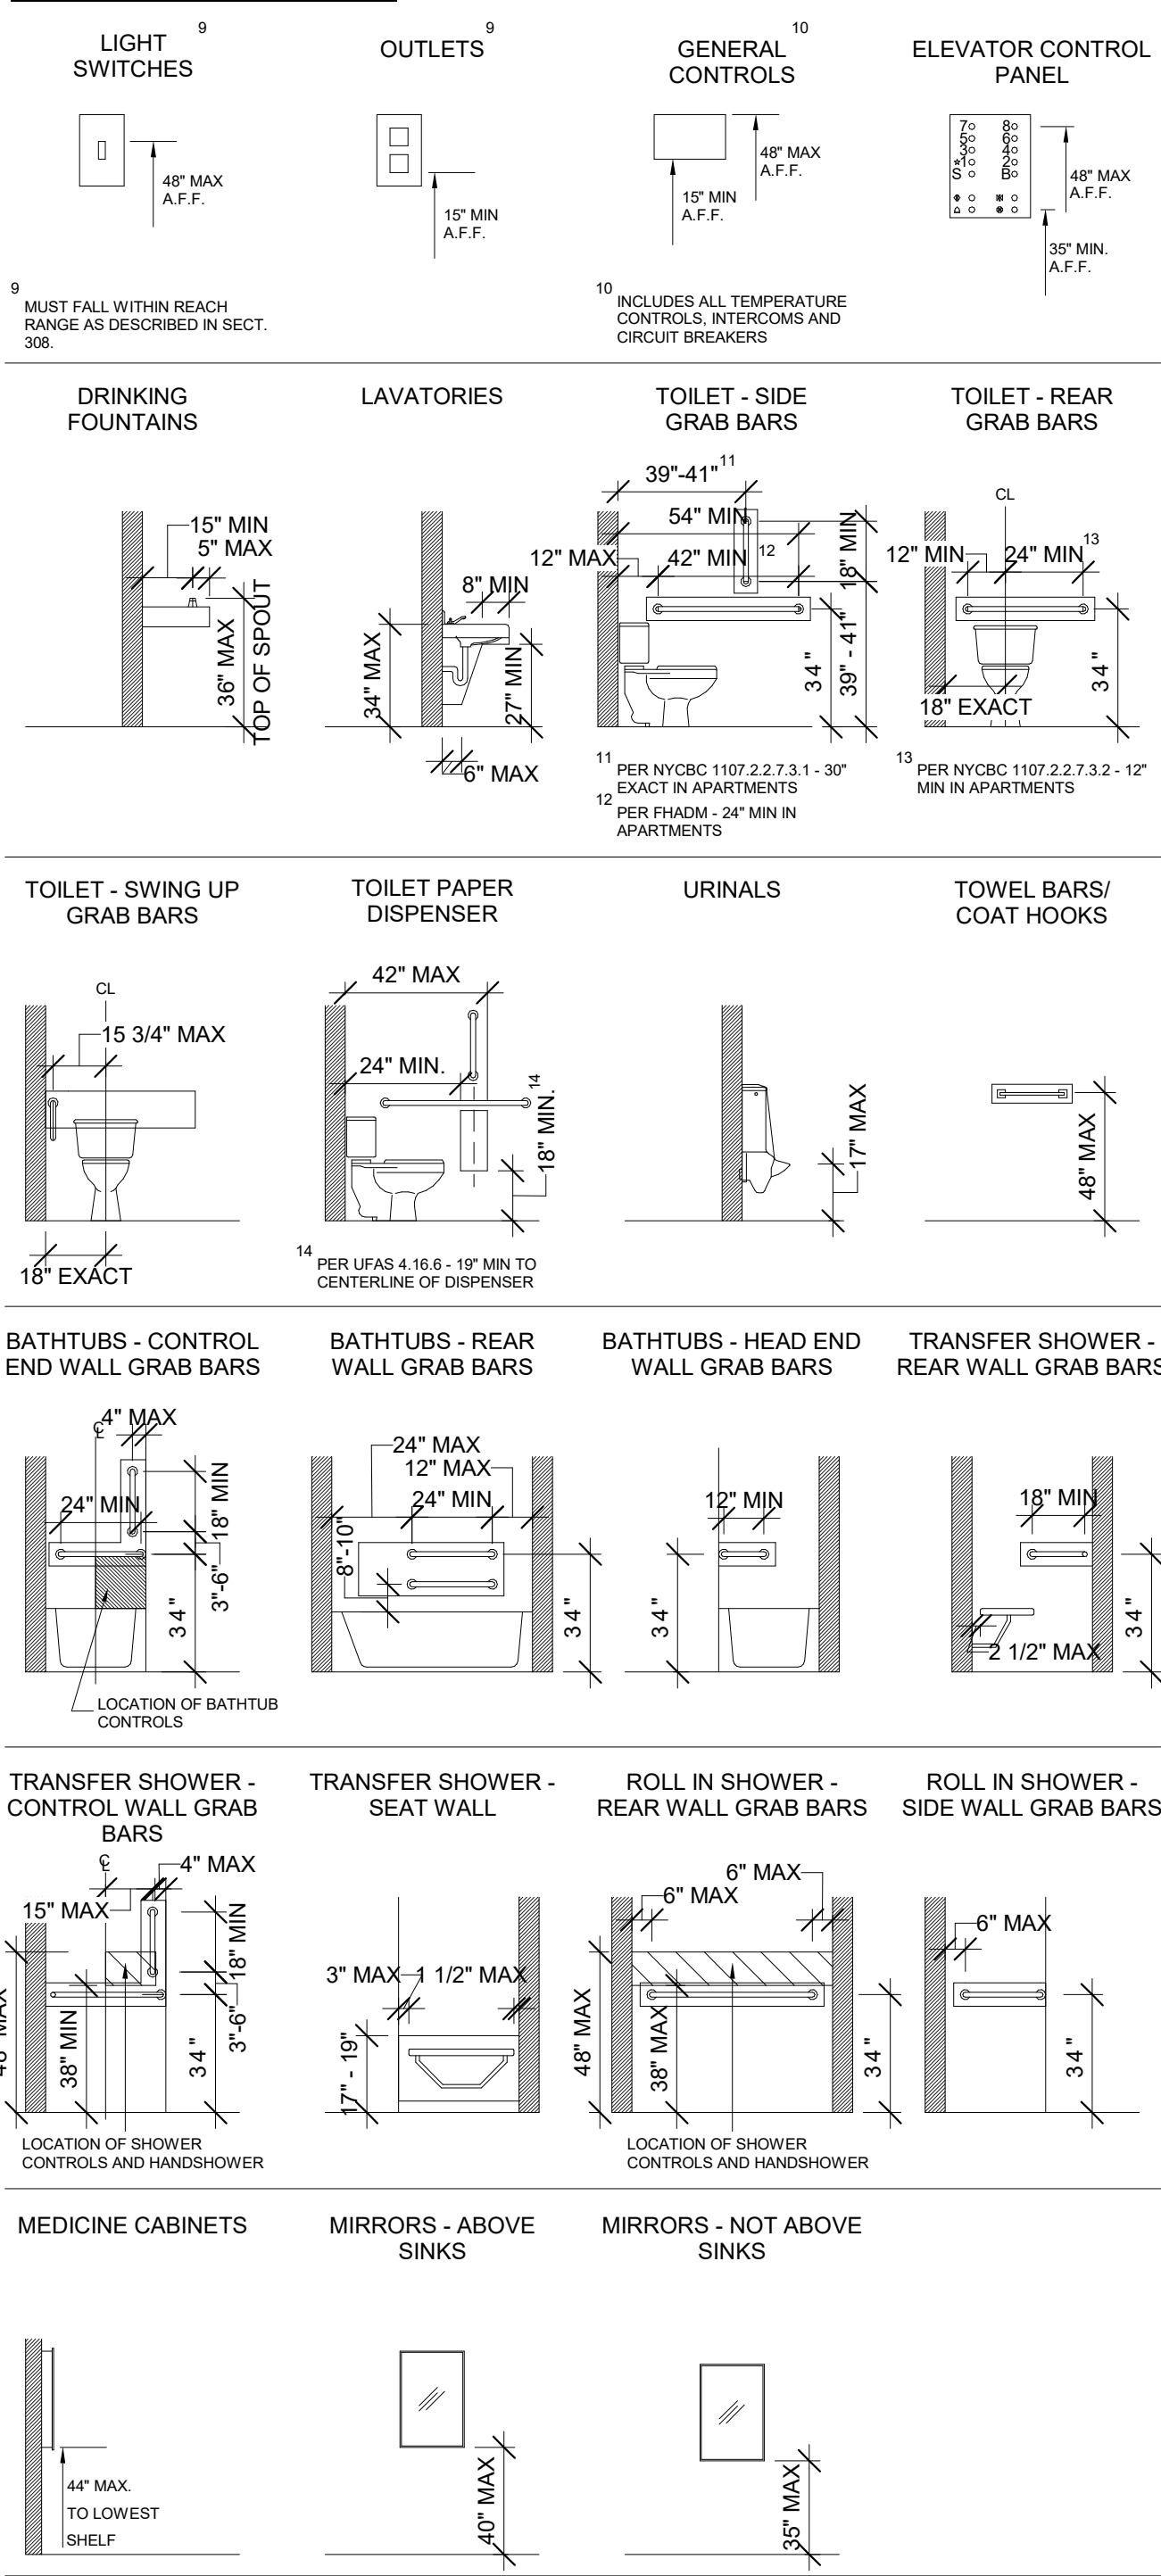 LIGHT SWITCHES 9
OUTLETS 9
GENERAL CONTROLS 10
ELEVATOR CONTROL PANEL
48" MAX
A.F.F.
15" MIN
A.F.F.
15" MIN
A.F.F.
48" MAX
A.F.F.
7 8
5 6
3 4
*1 2
S B
48" MAX
A.F.F.
35" MIN.
A.F.F.
9
MUST FALL WITHIN REACH
RANGE AS DESCRIBED IN SECT.
308.
10
INCLUDES ALL TEMPERATURE
CONTROLS, INTERCOMS AND
CIRCUIT BREAKERS
DRINKING
FOUNTAINS
15" MIN
5" MAX
36" MAX
TOP OF SPOUT
LAVATORIES
8" MIN
34" MAX
27" MIN
6" MAX
TOILET - SIDE
GRAB BARS
39"-41" 11
54" MIN
12" MAX
42" MIN 12
18" MIN
34"
39" - 41"
11
PER NYCBC 1107.2.2.7.3.1 - 30"
EXACT IN APARTMENTS
12
PER FHADM - 24" MIN IN
APARTMENTS
TOILET - REAR
GRAB BARS
CL
12" MIN
24" MIN 13
34"
18" EXACT
13
PER NYCBC 1107.2.2.7.3.2 - 12"
MIN IN APARTMENTS
TOILET - SWING UP
GRAB BARS
CL
15 3/4" MAX
18" EXACT
TOILET PAPER
DISPENSER
42" MAX
24" MIN.
18" MIN. 14
14
PER UFAS 4.16.6 - 19" MIN TO
CENTERLINE OF DISPENSER
URINALS
17" MAX
TOWEL BARS/
COAT HOOKS
48" MAX
BATHTUBS - CONTROL
END WALL GRAB BARS
℄
4" MAX
24" MIN
18" MIN
3"-6"
34"
LOCATION OF BATHTUB
CONTROLS
BATHTUBS - REAR
WALL GRAB BARS
24" MAX
12" MAX
24" MIN
8"-10"
34"
BATHTUBS - HEAD END
WALL GRAB BARS
12" MIN
34"
TRANSFER SHOWER -
REAR WALL GRAB BARS
18" MIN
2 1/2" MAX
34"
TRANSFER SHOWER -
CONTROL WALL GRAB
BARS
℄
4" MAX
15" MAX
18" MIN
3"-6"
48" MAX
38" MIN
34"
LOCATION OF SHOWER
CONTROLS AND HANDSHOWER
TRANSFER SHOWER -
SEAT WALL
3" MAX
1 1/2" MAX
17" - 19"
ROLL IN SHOWER -
REAR WALL GRAB BARS
6" MAX
6" MAX
48" MAX
38" MAX
34"
LOCATION OF SHOWER
CONTROLS AND HANDSHOWER
ROLL IN SHOWER -
SIDE WALL GRAB BARS
6" MAX
34"
MEDICINE CABINETS
44" MAX.
TO LOWEST
SHELF
MIRRORS - ABOVE
SINKS
40" MAX
MIRRORS - NOT ABOVE
SINKS
35" MAX